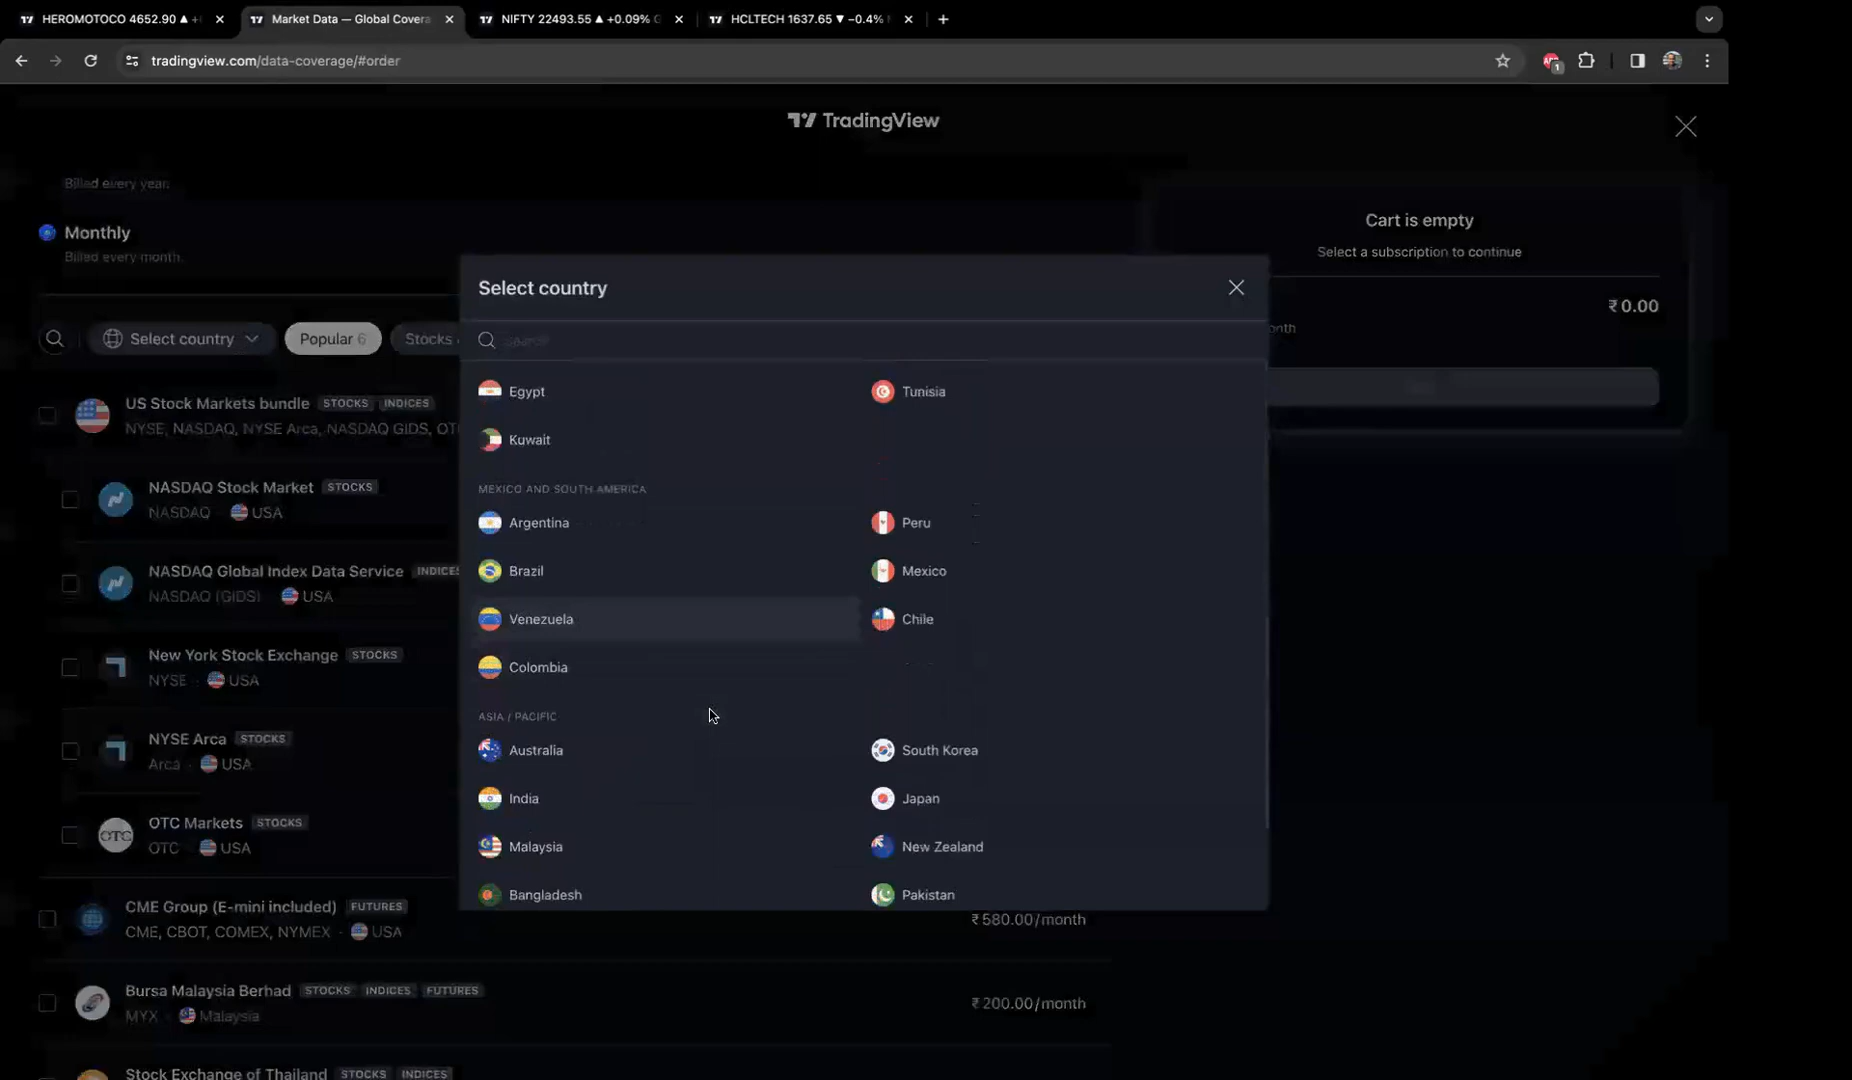 HEROMOTOCO 4652.90 ▲ +
Market Data — Global Covera
NIFTY 22493.55 ▲ +0.09%
HCLTECH 1637.65 ▼ −0.4%
tradingview.com/data-coverage/#order
1
TradingView
Billed every year.
Monthly
Billed every month.
Cart is empty
Select a subscription to continue
₹0.00
onth
Select country
Search
Select country
Popular 6
Stocks
Egypt
Tunisia
Kuwait
MEXICO AND SOUTH AMERICA
Argentina
Peru
Brazil
Mexico
Venezuela
Chile
Colombia
ASIA / PACIFIC
Australia
South Korea
India
Japan
Malaysia
New Zealand
Bangladesh
Pakistan
US Stock Markets bundle STOCKS INDICES
NYSE, NASDAQ, NYSE Arca, NASDAQ GIDS, OT
NASDAQ Stock Market STOCKS
NASDAQ · USA
NASDAQ Global Index Data Service INDICES
NASDAQ (GIDS) · USA
New York Stock Exchange STOCKS
NYSE · USA
NYSE Arca STOCKS
Arca · USA
OTC Markets STOCKS
OTC
OTC · USA
CME Group (E-mini included) FUTURES
CME, CBOT, COMEX, NYMEX · USA
₹580.00/month
Bursa Malaysia Berhad STOCKS INDICES FUTURES
MYX · Malaysia
₹200.00/month
Stock Exchange of Thailand STOCKS INDICES